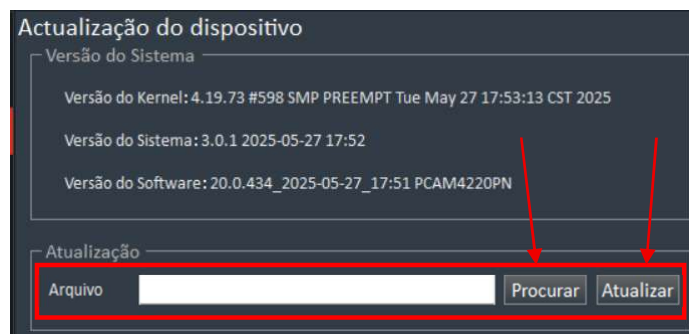 Actualização do dispositivo
Versão do Sistema
Versão do Kernel: 4.19.73 #598 SMP PREEMPT Tue May 27 17:53:13 CST 2025
Versão do Sistema: 3.0.1 2025-05-27 17:52
Versão do Software: 20.0.434_2025-05-27_17:51 PCAM4220PN
Atualização
Arquivo Procurar Atualizar